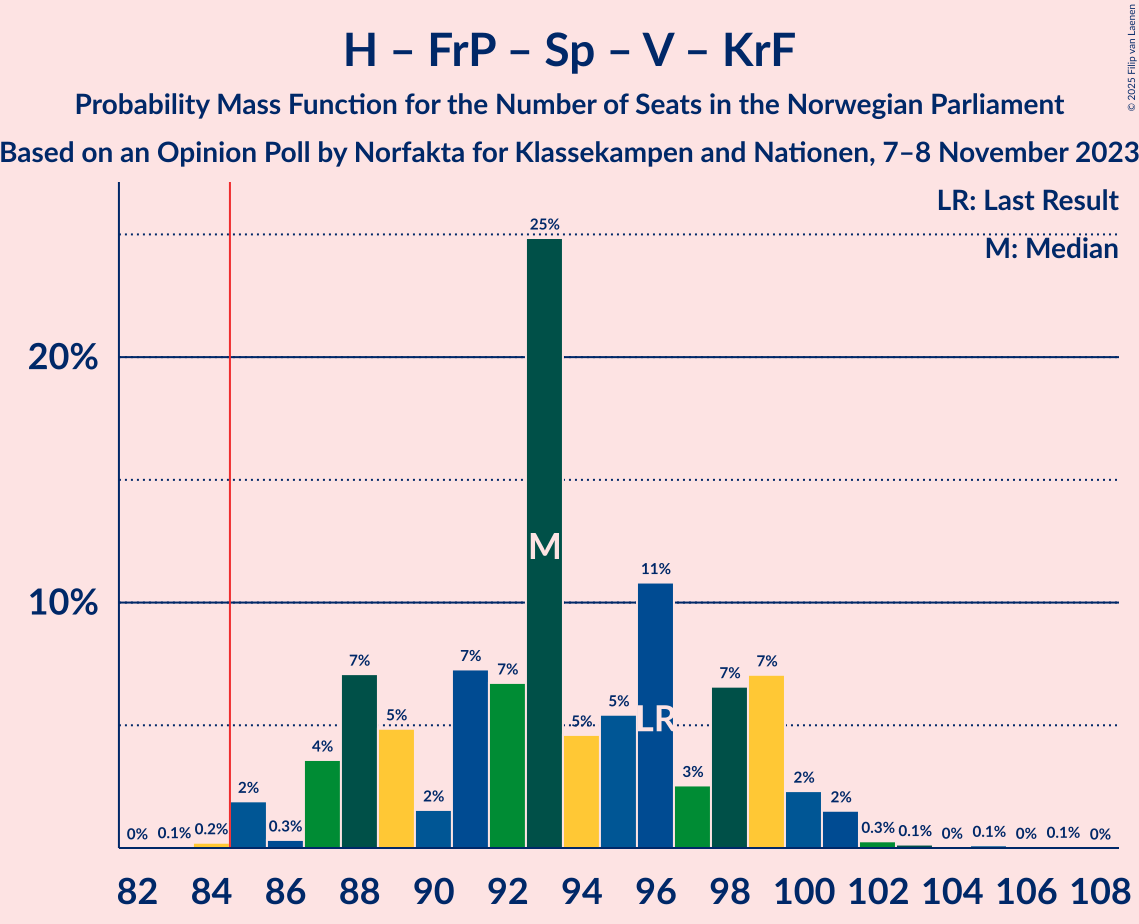 H – FrP – Sp – V – KrF
Probability Mass Function for the Number of Seats in the Norwegian Parliament
Based on an Opinion Poll by Norfakta for Klassekampen and Nationen, 7–8 November 2023
© 2025 Filip van Laenen
LR: Last Result
M: Median
20%
10%
0% 0.1% 0.2% 2% 0.3% 4% 7% 5% 2% 7% 7% 25% 5% 5% 11% 3% 7% 7% 2% 2% 0.3% 0.1% 0% 0.1% 0% 0.1% 0%
M
LR
82 84 86 88 90 92 94 96 98 100 102 104 106 108